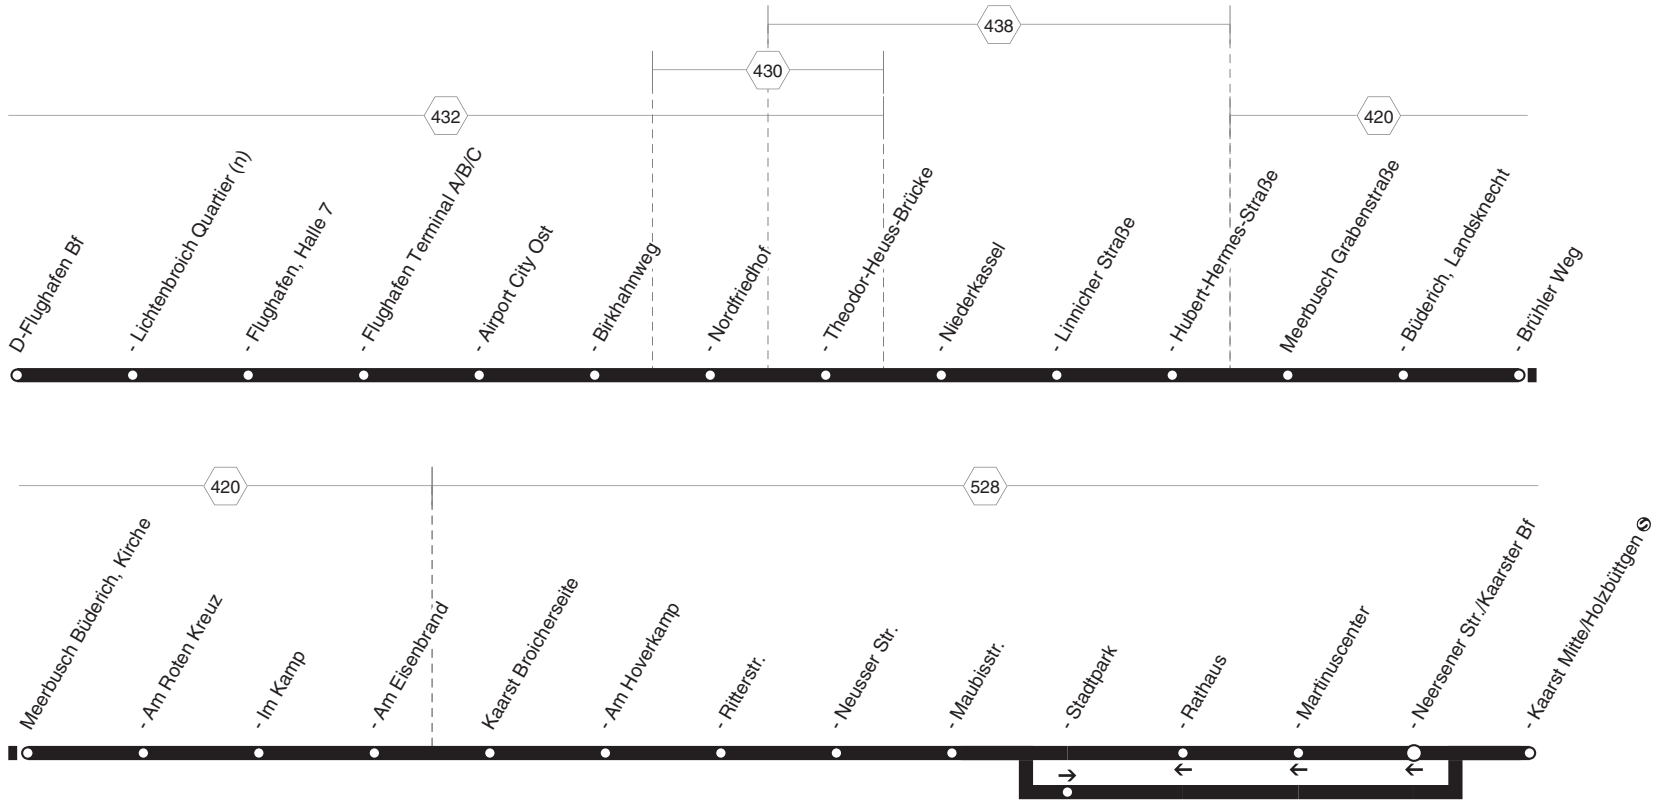 438
430
432
420
D-Flughafen Bf
- Lichtenbroich Quartier (n)
- Flughafen, Halle 7
- Flughafen Terminal A/B/C
- Airport City Ost
- Birkhahnweg
- Nordfriedhof
- Theodor-Heuss-Brücke
- Niederkassel
- Linnicher Straße
- Hubert-Hermes-Straße
Meerbusch Grabenstraße
- Büderich, Landsknecht
- Brühler Weg
420
528
Meerbusch Büderich, Kirche
- Am Roten Kreuz
- Im Kamp
- Am Eisenbrand
Kaarst Broicherseite
- Am Hoverkamp
- Ritterstr.
- Neusser Str.
- Maubisstr.
- Stadtpark
- Rathaus
- Martinuscenter
- Neersener Str./Kaarster Bf
- Kaarst Mitte/Holzbüttgen S